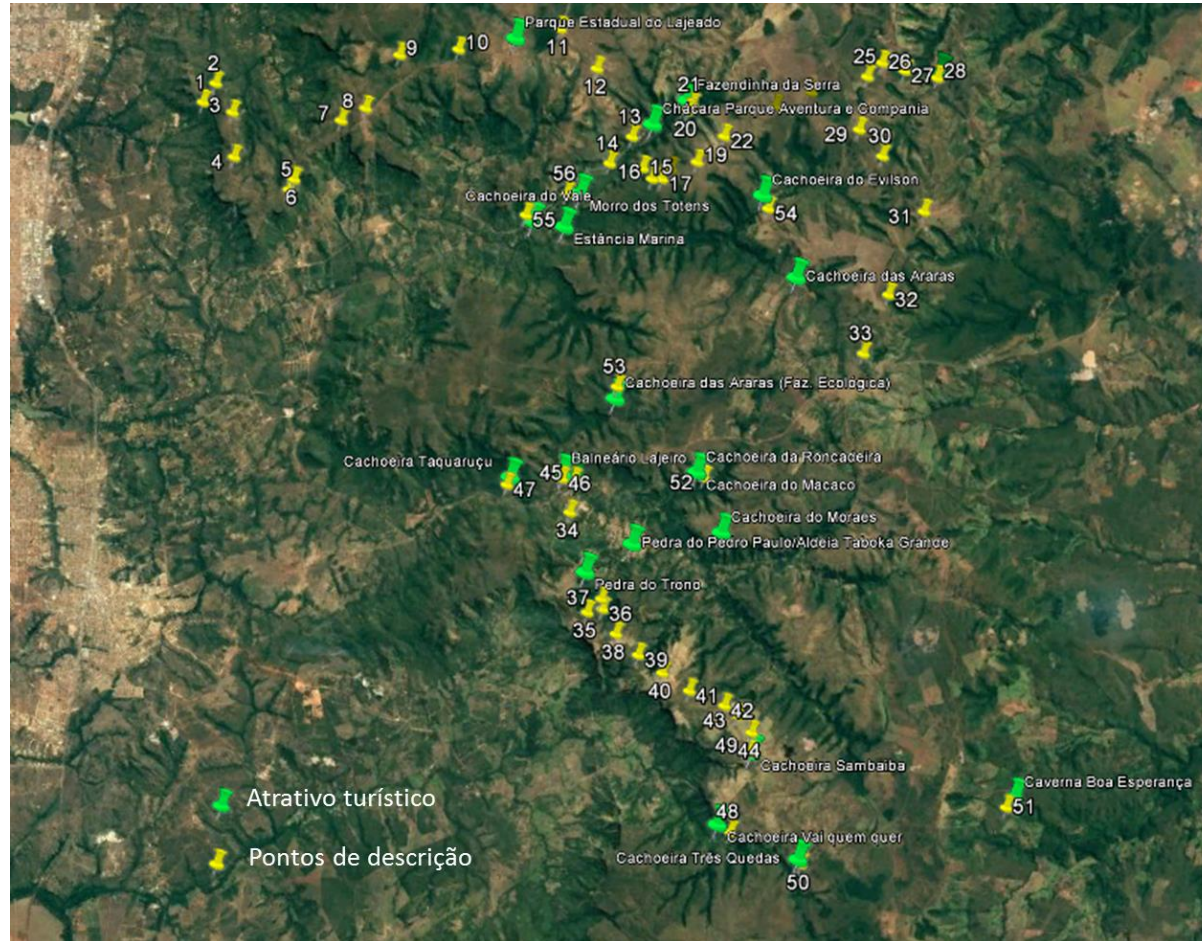 Parque Estadual do Lajeado
9
10
11
2
1
3
12
25
26
27
28
21
Fazendinha da Serra
7
8
Chácara Parque Aventura e Compania
13
20
22
29
30
4
14
16
15
19
17
5
6
56
Cachoeira do Vale
Cachoeira do Evilson
Morro dos Totens
54
31
55
Estância Marina
Cachoeira das Araras
32
33
53
Cachoeira das Araras (Faz. Ecológica)
Cachoeira Taquaruçu
Balneário Lajeiro
Cachoeira da Roncadeira
45
46
47
52
Cachoeira do Macaco
34
Cachoeira do Moraes
Pedra do Pedro Paulo/Aldeia Taboka Grande
Pedra do Trono
37
36
35
38
39
40
41
42
43
49
44
Cachoeira Sambaiba
Caverna Boa Esperança
51
Atrativo turístico
48
Cachoeira Vai quem quer
Pontos de descrição
Cachoeira Três Quedas
50